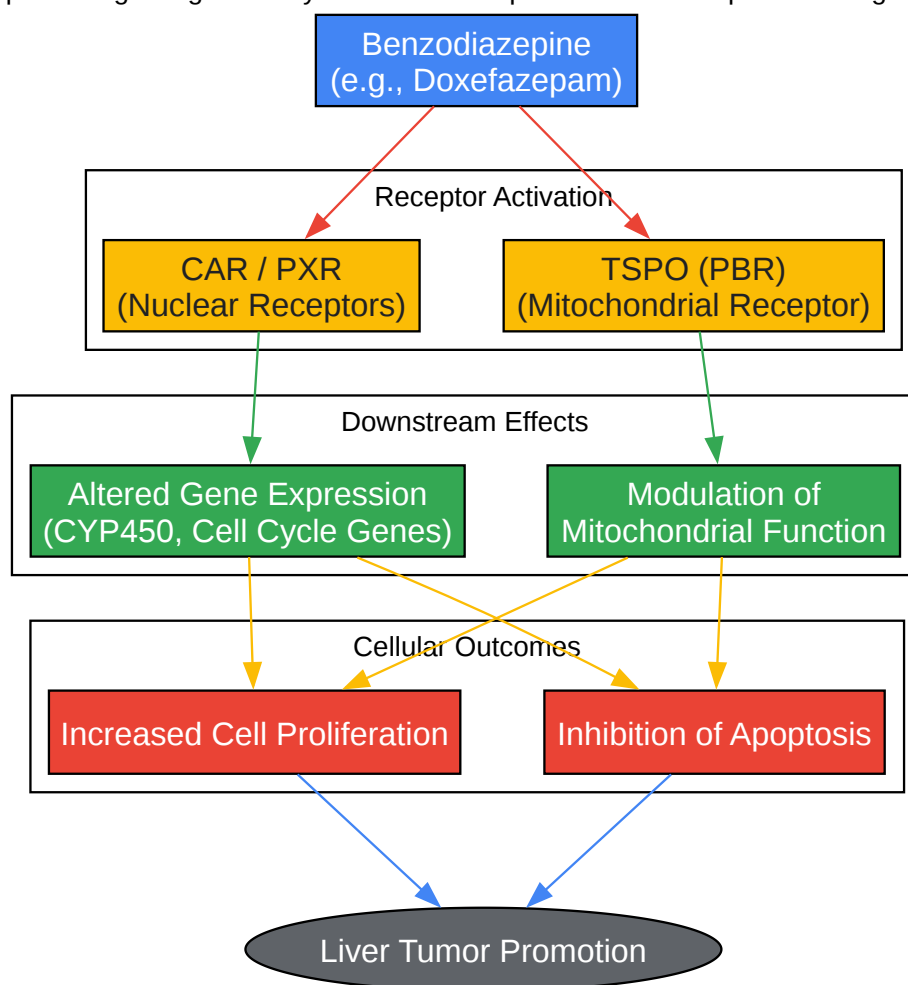 Benzodiazepine
(e.g., Doxefazepam)
Receptor Activation
CAR / PXR
(Nuclear Receptors)
TSPO (PBR)
(Mitochondrial Receptor)
Downstream Effects
Altered Gene Expression
(CYP450, Cell Cycle Genes)
Modulation of
Mitochondrial Function
Cellular Outcomes
Increased Cell Proliferation
Inhibition of Apoptosis
Liver Tumor Promotion